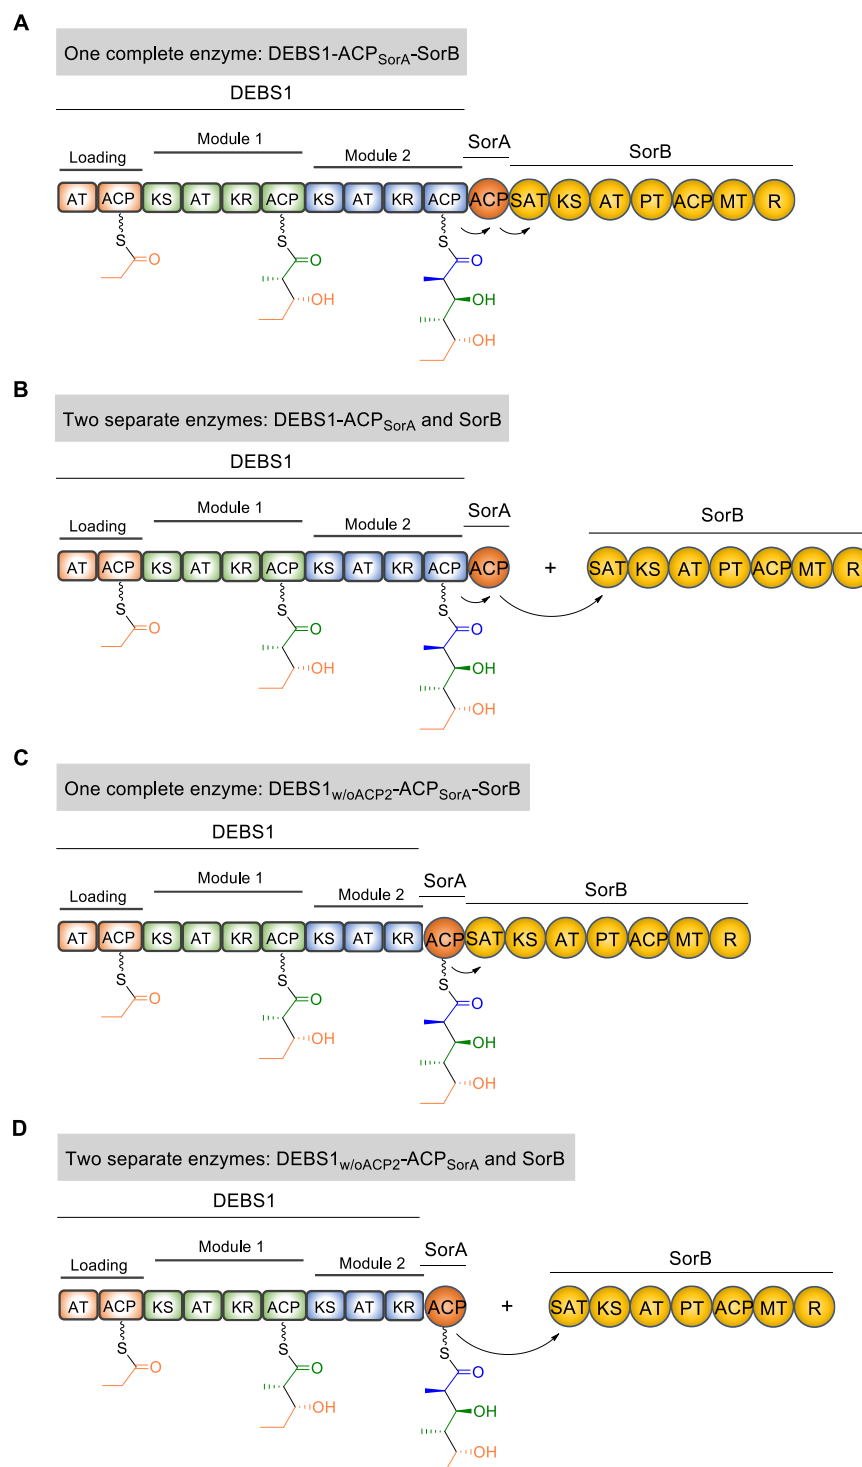 A
One complete enzyme: DEBS1-ACPSorA-SorB
DEBS1
Loading Module 1 Module 2 SorA SorB
AT ACP KS AT KR ACP KS AT KR ACP ACP SAT KS AT PT ACP MT R
S S S
O O O
OH OH
OH
B
Two separate enzymes: DEBS1-ACPSorA and SorB
DEBS1
Loading Module 1 Module 2 SorA SorB
AT ACP KS AT KR ACP KS AT KR ACP ACP + SAT KS AT PT ACP MT R
S S S
O O O
OH OH
OH
C
One complete enzyme: DEBS1w/oACP2-ACPSorA-SorB
DEBS1
Loading Module 1 Module 2 SorA SorB
AT ACP KS AT KR ACP KS AT KR ACP SAT KS AT PT ACP MT R
S S S
O O O
OH OH
OH
D
Two separate enzymes: DEBS1w/oACP2-ACPSorA and SorB
DEBS1
Loading Module 1 Module 2 SorA SorB
AT ACP KS AT KR ACP KS AT KR ACP + SAT KS AT PT ACP MT R
S S S
O O O
OH OH
OH